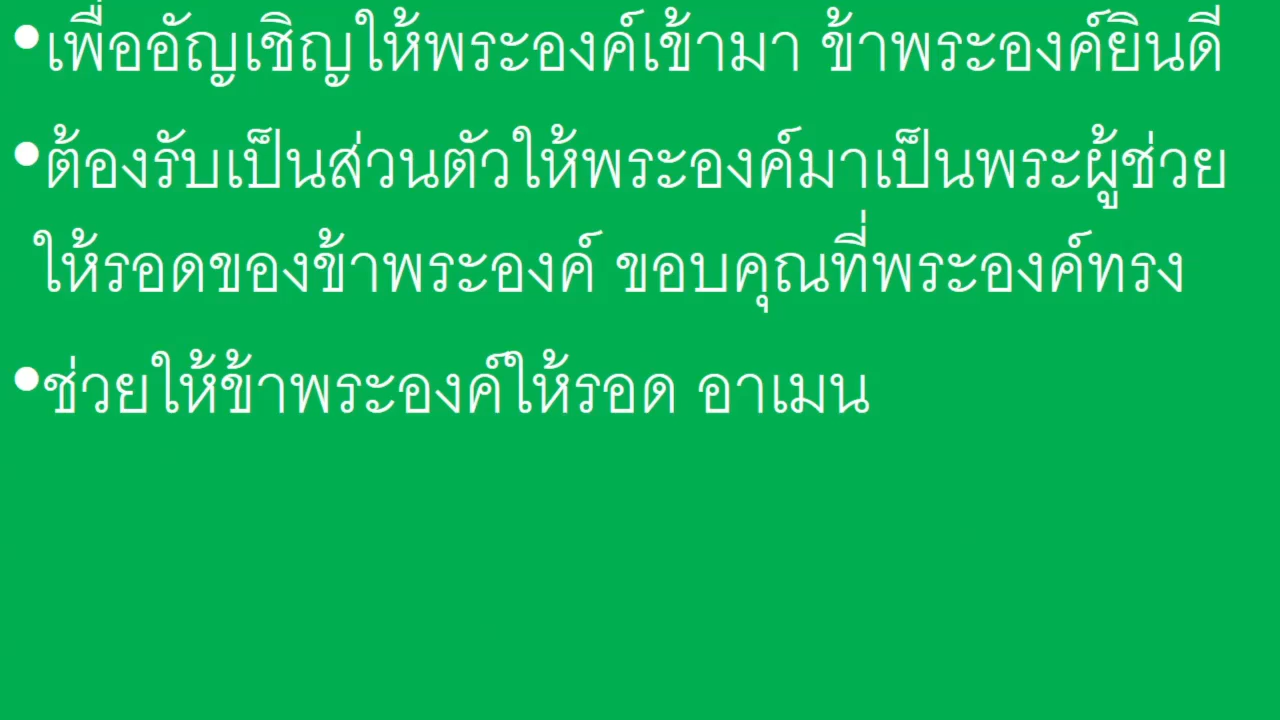 •เพื่ออัญเชิญให้พระองค์เข้ามา ข้าพระองค์ยินดี
•ต้องรับเป็นส่วนตัวให้พระองค์มาเป็นพระผู้ช่วย
ให้รอดของข้าพระองค์ ขอบคุณที่พระองค์ทรง
•ช่วยให้ข้าพระองค์ให้รอด อาเมน